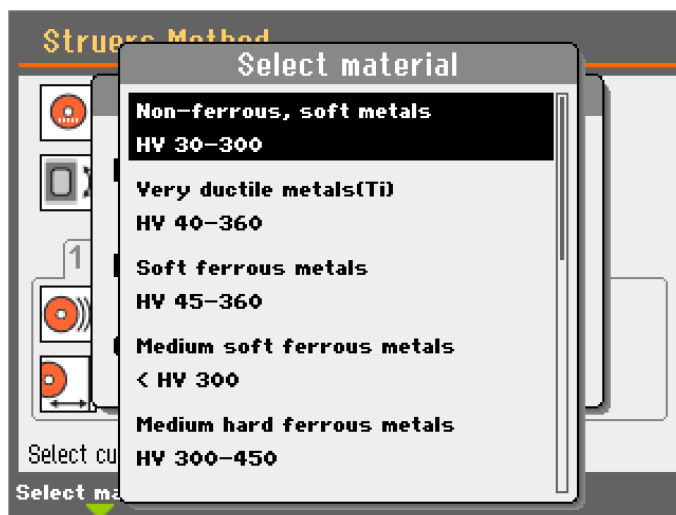 Struers Method
Select material
Non-ferrous, soft metals
HV 30-300
Very ductile metals(Ti)
HV 40-360
1
Soft ferrous metals
HV 45-360
Medium soft ferrous metals
< HV 300
Medium hard ferrous metals
HV 300-450
Select cu
Select ma